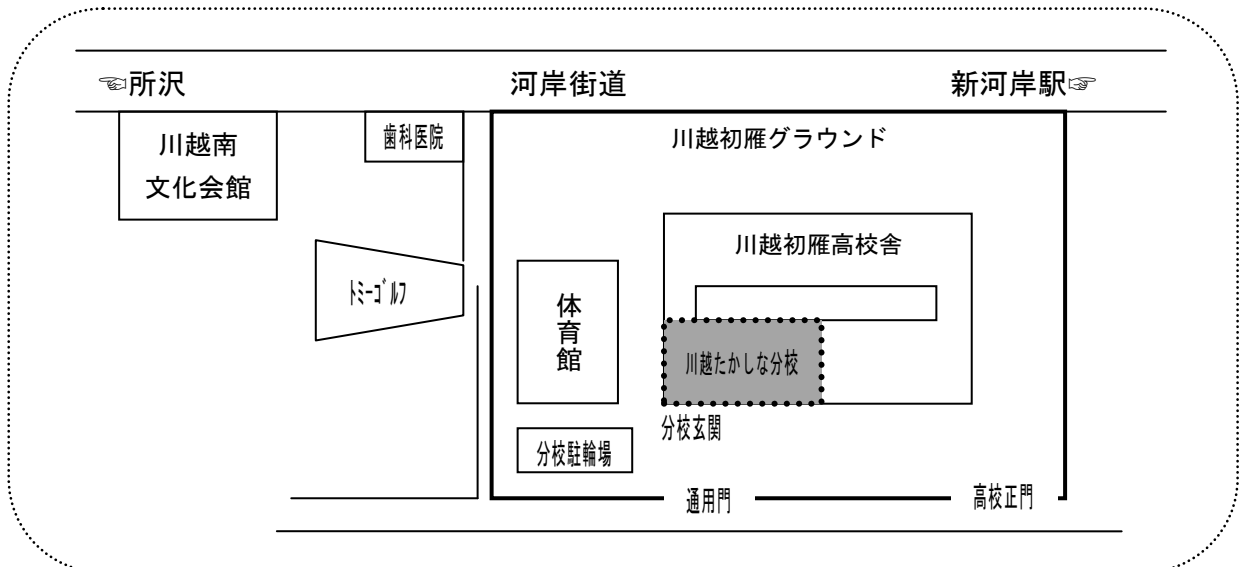 ☜所沢
河岸街道
新河岸駅☞
川越南
文化会館
歯科医院
川越初雁グラウンド
川越初雁高校舎
ﾄﾐｰｺﾞﾙﾌ
体
育
館
川越たかしな分校
分校玄関
分校駐輪場
通用門
高校正門